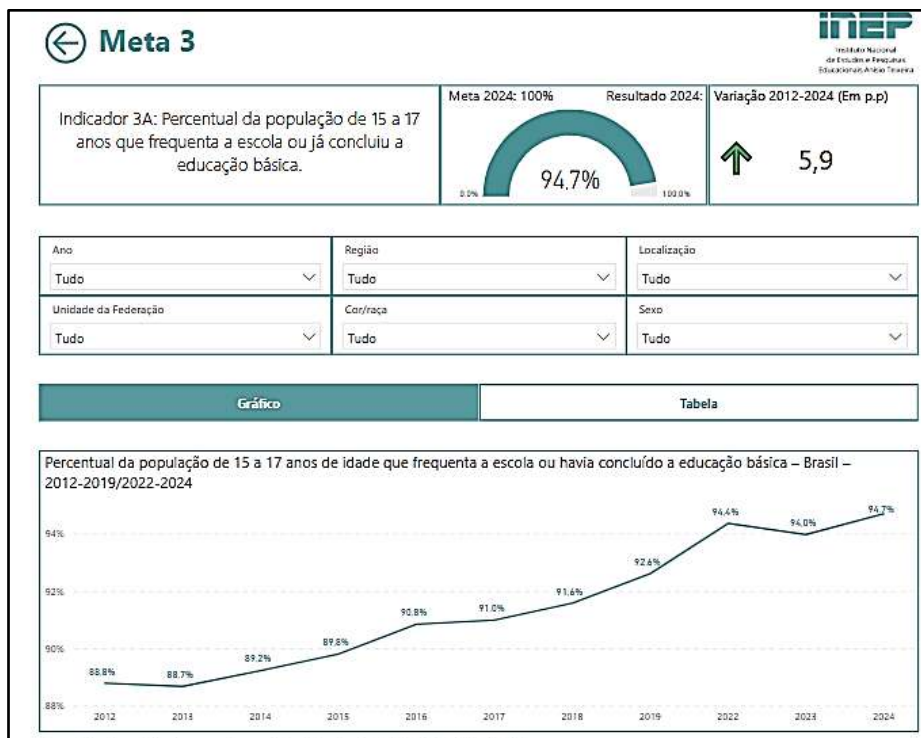 Meta 3
inep
Instituto Nacional
de Estudos e Pesquisas
Educacionais Anísio Teixeira
Indicador 3A: Percentual da população de 15 a 17
anos que frequenta a escola ou já concluiu a
educação básica.
Meta 2024: 100% Resultado 2024:
94,7%
0.0% 100.0%
Variação 2012-2024 (Em p.p)
5,9
Ano Região Localização
Tudo Tudo Tudo
Unidade da Federação Cor/raça Sexo
Tudo Tudo Tudo
Gráfico Tabela
Percentual da população de 15 a 17 anos de idade que frequenta a escola ou havia concluído a educação básica – Brasil –
2012-2019/2022-2024
94% 92% 90% 88%
88,8% 88,7% 89,2% 89,8% 90,8% 91,0% 91,6% 92,6% 94,4% 94,0% 94,7%
2012 2013 2014 2015 2016 2017 2018 2019 2022 2023 2024